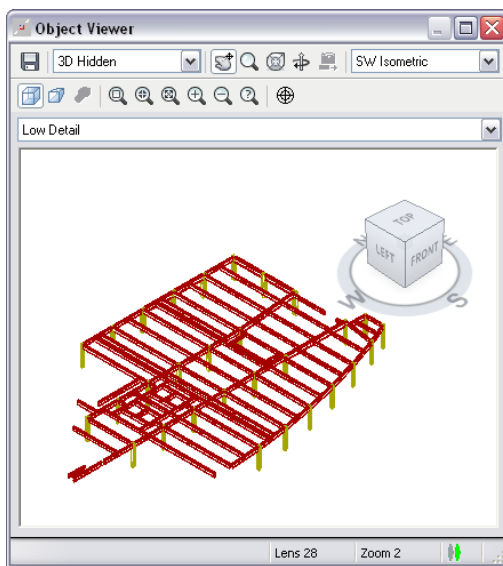 Object Viewer
3D Hidden
SW Isometric
Low Detail
TOP
LEFT
FRONT
N
E
W
S
Lens 28
Zoom 2